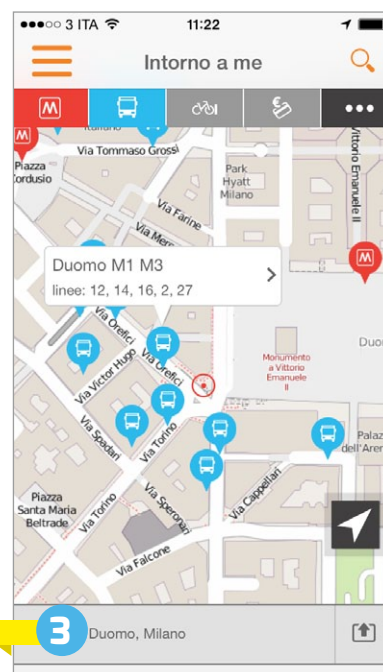 3 ITA 11:22
Intorno a me
M
Via Tommaso Grossi
Piazza
Cordusio
M
Park
Hyatt
Milano
Vittorio Emanuele II
Via Farine
Via Mer
M
Duomo M1 M3
linee: 12, 14, 16, 2, 27
Duo
Via Orefici
Via Orefici
Via Victor Hugo
Monumento
a Vittorio
Emanuele
II
Via Spadari
Via Torino
Palaz
dell'Aren
Piazza
Santa Maria
Beltrade
Via Torino
Via Speronari
Via Cappellari
Via Falcone
3 Duomo, Milano